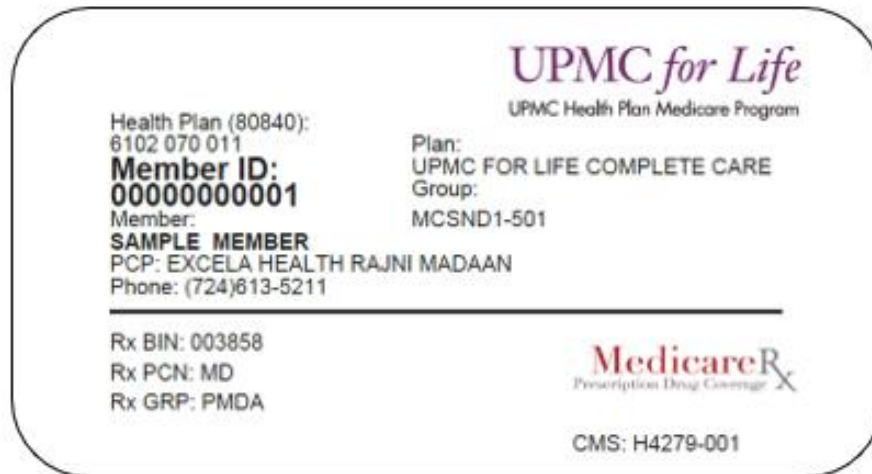 UPMC for Life
UPMC Health Plan Medicare Program
Health Plan (80840):
6102 070 011
Member ID:
00000000001
Member:
SAMPLE MEMBER
Plan:
UPMC FOR LIFE COMPLETE CARE
Group:
MCSND1-501
PCP: EXCELA HEALTH RAJNI MADAAN
Phone: (724)613-5211
Rx BIN: 003858
Rx PCN: MD
Rx GRP: PMDA
MedicareRx
Prescription Drug Coverage
CMS: H4279-001